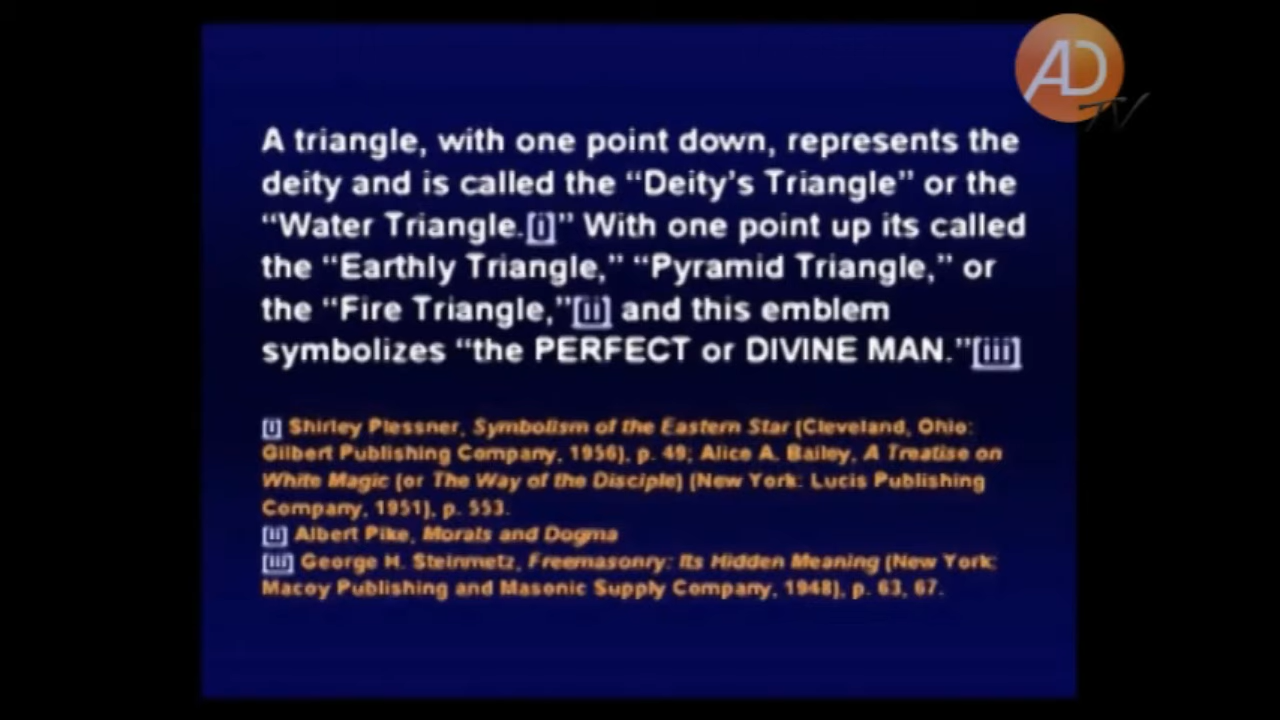 AD
TV
A triangle, with one point down, represents the
deity and is called the “Deity’s Triangle” or the
“Water Triangle.[i]” With one point up its called
the “Earthly Triangle,” “Pyramid Triangle,” or
the “Fire Triangle,”[ii] and this emblem
symbolizes “the PERFECT or DIVINE MAN.”[iii]
[i] Shirley Plessner, Symbolism of the Eastern Star (Cleveland, Ohio:
Gilbert Publishing Company, 1956), p. 49; Alice A. Bailey, A Treatise on
White Magic (or The Way of the Disciple) (New York: Lucis Publishing
Company, 1951), p. 553.
[ii] Albert Pike, Morals and Dogma
[iii] George H. Steinmetz, Freemasonry: Its Hidden Meaning (New York:
Macoy Publishing and Masonic Supply Company, 1948), p. 63, 67.